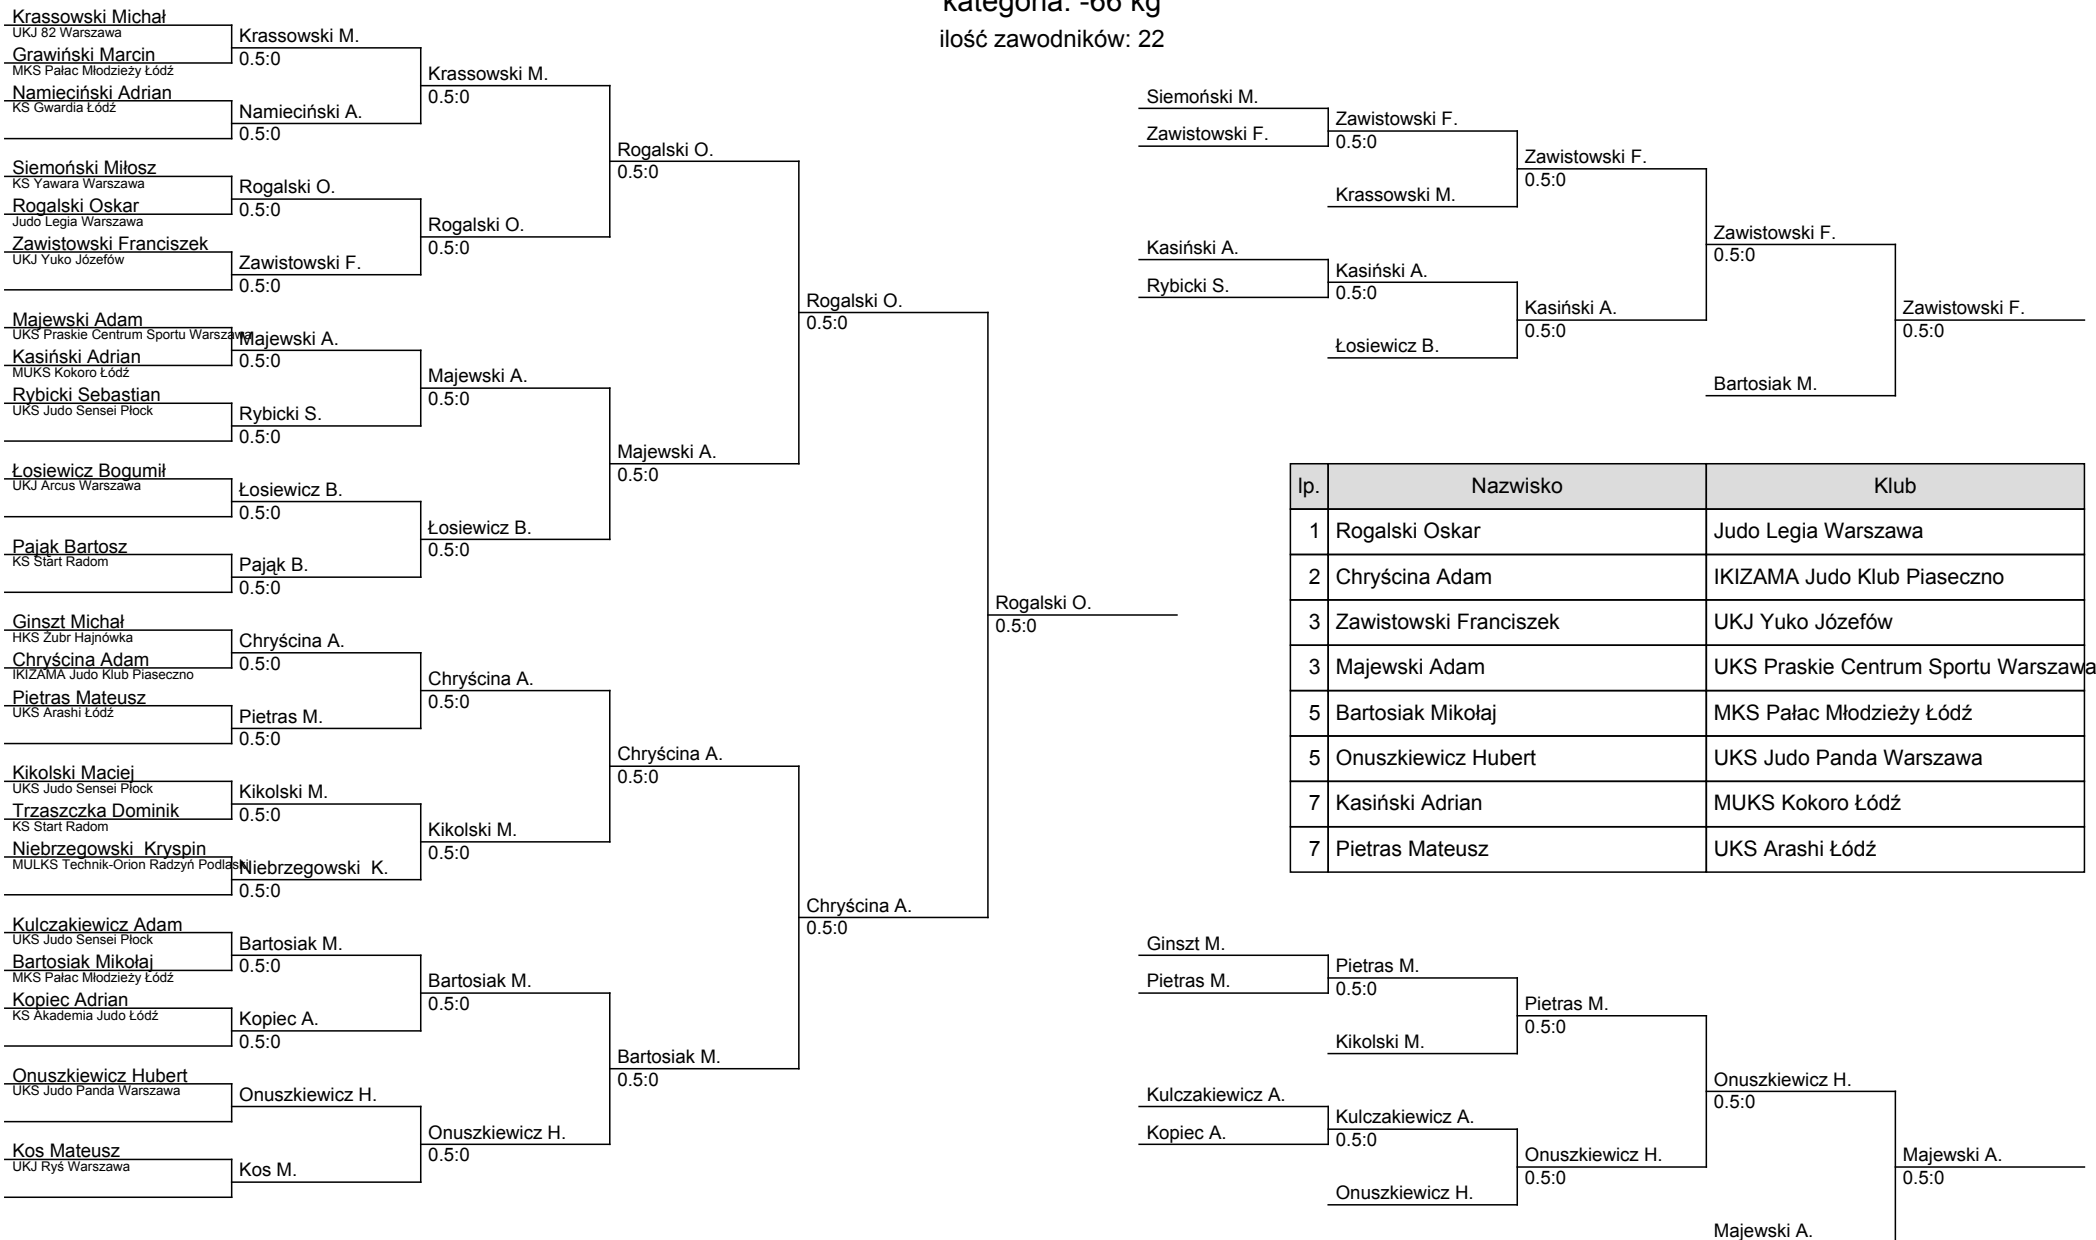 kategoria: -66 kg
ilość zawodników: 22
Krassowski Michał
UKJ 82 Warszawa
Grawiński Marcin
MKS Pałac Młodzieży Łódź
Namieciński Adrian
KS Gwardia Łódź
Siemoński Miłosz
KS Yawara Warszawa
Rogalski Oskar
Judo Legia Warszawa
Zawistowski Franciszek
UKJ Yuko Józefów
Majewski Adam
UKS Praskie Centrum Sportu Warszawa
Kasiński Adrian
MUKS Kokoro Łódź
Rybicki Sebastian
UKS Judo Sensei Płock
Łosiewicz Bogumił
UKJ Arcus Warszawa
Pająk Bartosz
KS Start Radom
Ginszt Michał
HKS Żubr Hajnówka
Chryścina Adam
IKIZAMA Judo Klub Piaseczno
Pietras Mateusz
UKS Arashi Łódź
Kikolski Maciej
UKS Judo Sensei Płock
Trzaszczka Dominik
KS Start Radom
Niebrzegowski  Kryspin
MULKS Technik-Orion Radzyń Podlaski
Kulczakiewicz Adam
UKS Judo Sensei Płock
Bartosiak Mikołaj
MKS Pałac Młodzieży Łódź
Kopiec Adrian
KS Akademia Judo Łódź
Onuszkiewicz Hubert
UKS Judo Panda Warszawa
Kos Mateusz
UKJ Ryś Warszawa
Krassowski M.
0.5:0
Namieciński A.
0.5:0
Rogalski O.
0.5:0
Zawistowski F.
0.5:0
Majewski A.
0.5:0
Rybicki S.
0.5:0
Łosiewicz B.
0.5:0
Pająk B.
0.5:0
Chryścina A.
0.5:0
Pietras M.
0.5:0
Kikolski M.
0.5:0
Niebrzegowski  K.
0.5:0
Bartosiak M.
0.5:0
Kopiec A.
0.5:0
Onuszkiewicz H.
Kos M.
Krassowski M.
0.5:0
Rogalski O.
0.5:0
Majewski A.
0.5:0
Łosiewicz B.
0.5:0
Chryścina A.
0.5:0
Kikolski M.
0.5:0
Bartosiak M.
0.5:0
Onuszkiewicz H.
0.5:0
Rogalski O.
0.5:0
Majewski A.
0.5:0
Chryścina A.
0.5:0
Bartosiak M.
0.5:0
Rogalski O.
0.5:0
Chryścina A.
0.5:0
Rogalski O.
0.5:0
Siemoński M.
Zawistowski F.
Kasiński A.
Rybicki S.
Zawistowski F.
0.5:0
Krassowski M.
Kasiński A.
0.5:0
Łosiewicz B.
Zawistowski F.
0.5:0
Kasiński A.
0.5:0
Zawistowski F.
0.5:0
Bartosiak M.
Zawistowski F.
0.5:0
lp. Nazwisko Klub
1 Rogalski Oskar Judo Legia Warszawa
2 Chryścina Adam IKIZAMA Judo Klub Piaseczno
3 Zawistowski Franciszek UKJ Yuko Józefów
3 Majewski Adam UKS Praskie Centrum Sportu Warszawa
5 Bartosiak Mikołaj MKS Pałac Młodzieży Łódź
5 Onuszkiewicz Hubert UKS Judo Panda Warszawa
7 Kasiński Adrian MUKS Kokoro Łódź
7 Pietras Mateusz UKS Arashi Łódź
Ginszt M.
Pietras M.
Kulczakiewicz A.
Kopiec A.
Pietras M.
0.5:0
Kikolski M.
Kulczakiewicz A.
0.5:0
Onuszkiewicz H.
Pietras M.
0.5:0
Onuszkiewicz H.
0.5:0
Onuszkiewicz H.
0.5:0
Majewski A.
Majewski A.
0.5:0